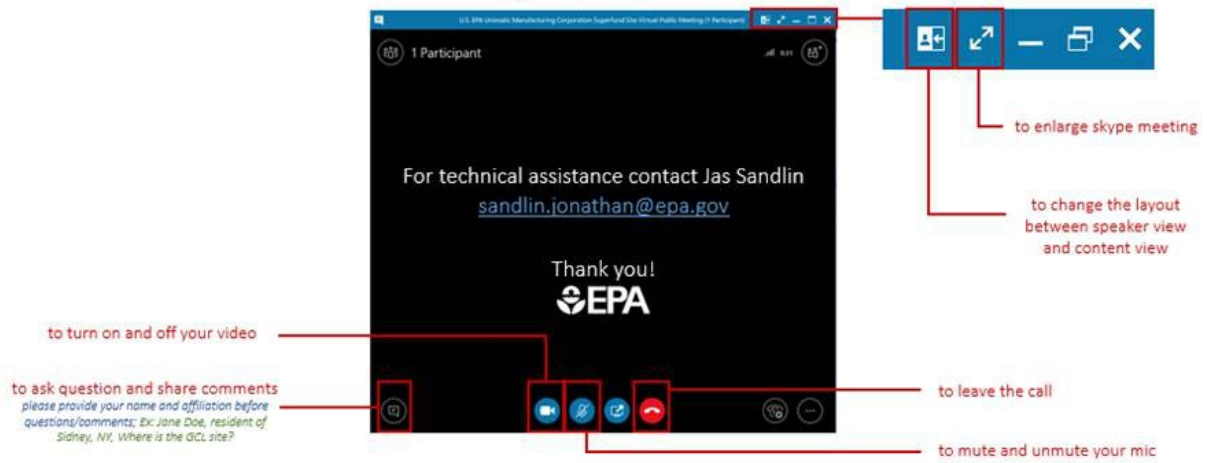 U.S. EPA Unimatic Manufacturing Corporation Superfund Site Virtual Public Meeting (1 Participant)
1 Participant
to enlarge skype meeting
For technical assistance contact Jas Sandlin
sandlin.jonathan@epa.gov
to change the layout
between speaker view
and content view
Thank you!
EPA
to turn on and off your video
to ask question and share comments
please provide your name and affiliation before
questions/comments; Ex: Jane Doe, resident of
Sidney, NY, Where is the GCL site?
to leave the call
to mute and unmute your mic